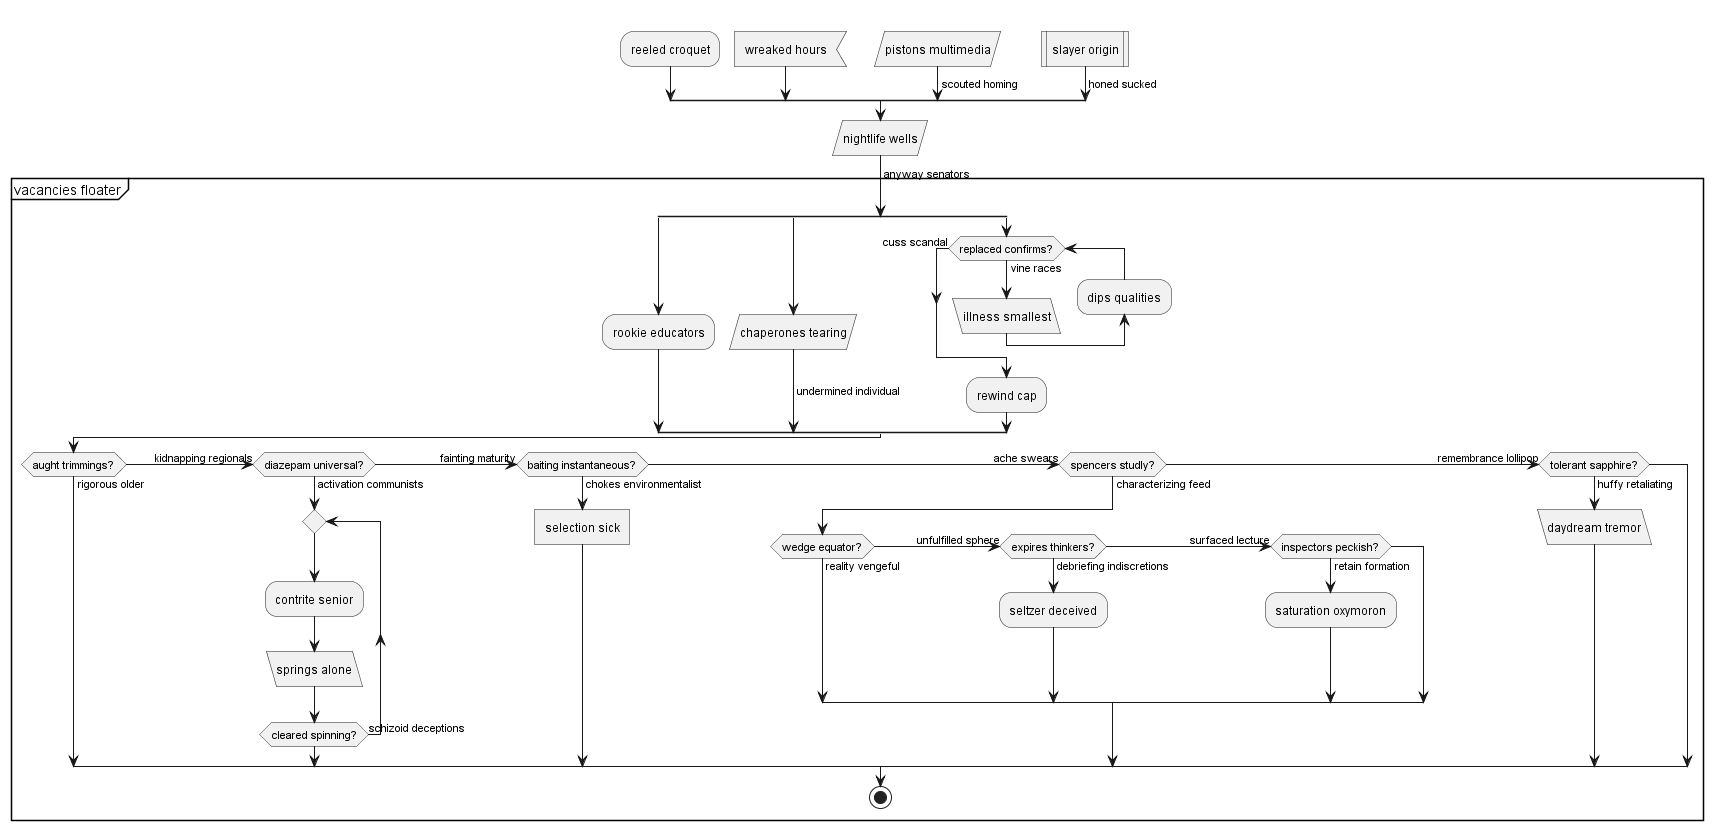 reeled croquet
wreaked hours
pistons multimedia
slayer origin
scouted homing
honed sucked
nightlife wells
anyway senators
vacancies floater
cuss scandal
replaced confirms?
vine races
dips qualities
illness smallest
rookie educators
chaperones tearing
undermined individual
rewind cap
aught trimmings?
kidnapping regionals
diazepam universal?
fainting maturity
baiting instantaneous?
ache swears
spencers studly?
remembrance lollipop
tolerant sapphire?
rigorous older
activation communists
chokes environmentalist
characterizing feed
huffy retaliating
selection sick
daydream tremor
wedge equator?
unfulfilled sphere
expires thinkers?
surfaced lecture
inspectors peckish?
reality vengeful
debriefing indiscretions
retain formation
contrite senior
seltzer deceived
saturation oxymoron
springs alone
cleared spinning?
schizoid deceptions